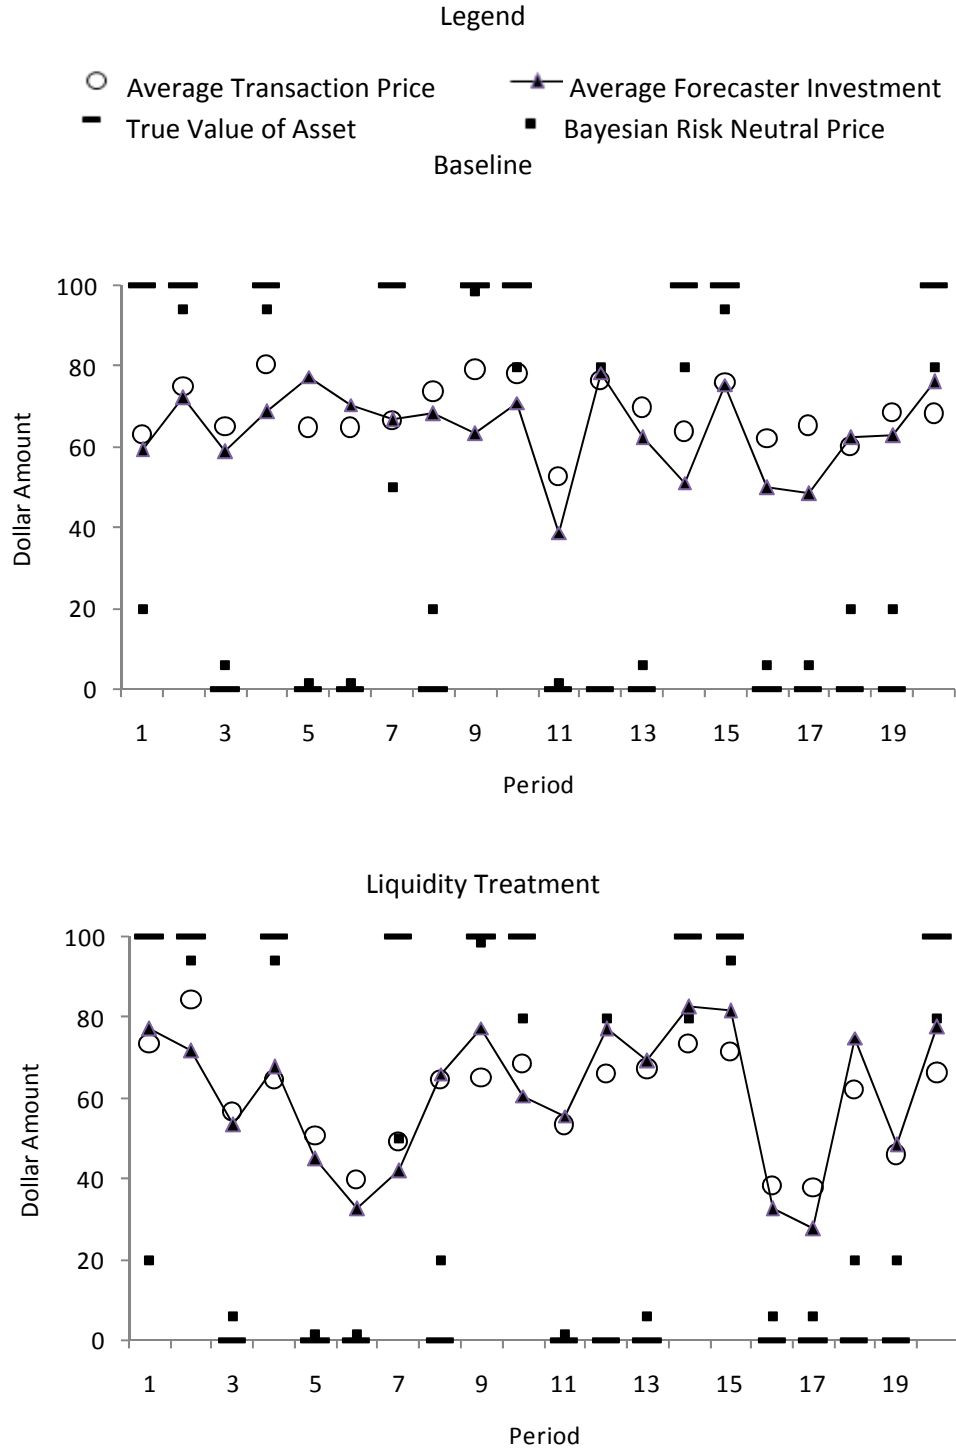 Legend
Average Transaction Price
Average Forecaster Investment
True Value of Asset
Bayesian Risk Neutral Price
Baseline
100
80
60
40
20
0
Dollar Amount
1 3 5 7 9 11 13 15 17 19
Period
Liquidity Treatment
100
80
60
40
20
0
Dollar Amount
1 3 5 7 9 11 13 15 17 19
Period